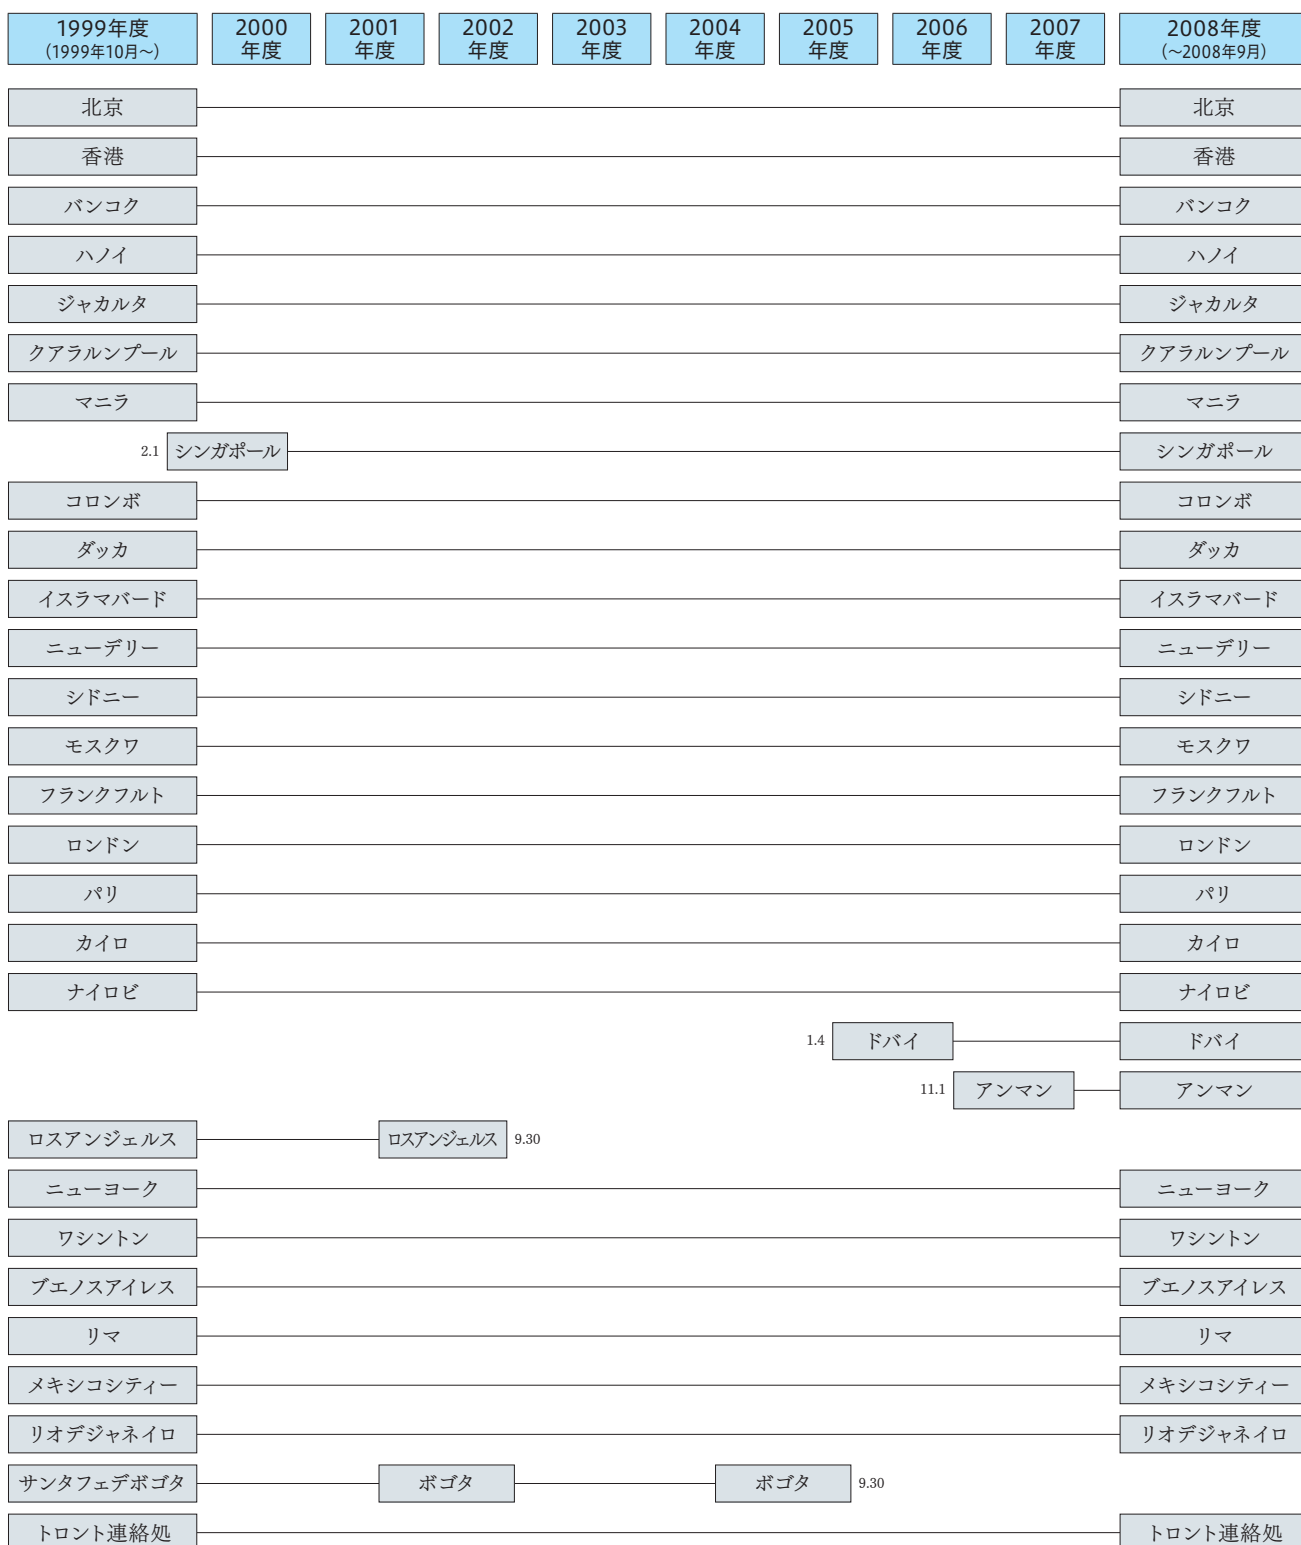 1999年度
(1999年10月~)
2000
年度
2001
年度
2002
年度
2003
年度
2004
年度
2005
年度
2006
年度
2007
年度
2008年度
(~2008年9月)
北京
北京
香港
香港
バンコク
バンコク
ハノイ
ハノイ
ジャカルタ
ジャカルタ
クアラルンプール
クアラルンプール
マニラ
マニラ
2.1 シンガポール
シンガポール
コロンボ
コロンボ
ダッカ
ダッカ
イスラマバード
イスラマバード
ニューデリー
ニューデリー
シドニー
シドニー
モスクワ
モスクワ
フランクフルト
フランクフルト
ロンドン
ロンドン
パリ
パリ
カイロ
カイロ
ナイロビ
ナイロビ
1.4 ドバイ
ドバイ
11.1 アンマン
アンマン
ロスアンジェルス
ロスアンジェルス 9.30
ニューヨーク
ニューヨーク
ワシントン
ワシントン
ブエノスアイレス
ブエノスアイレス
リマ
リマ
メキシコシティー
メキシコシティー
リオデジャネイロ
リオデジャネイロ
サンタフェデボゴタ
ボゴタ
ボゴタ 9.30
トロント連絡処
トロント連絡処